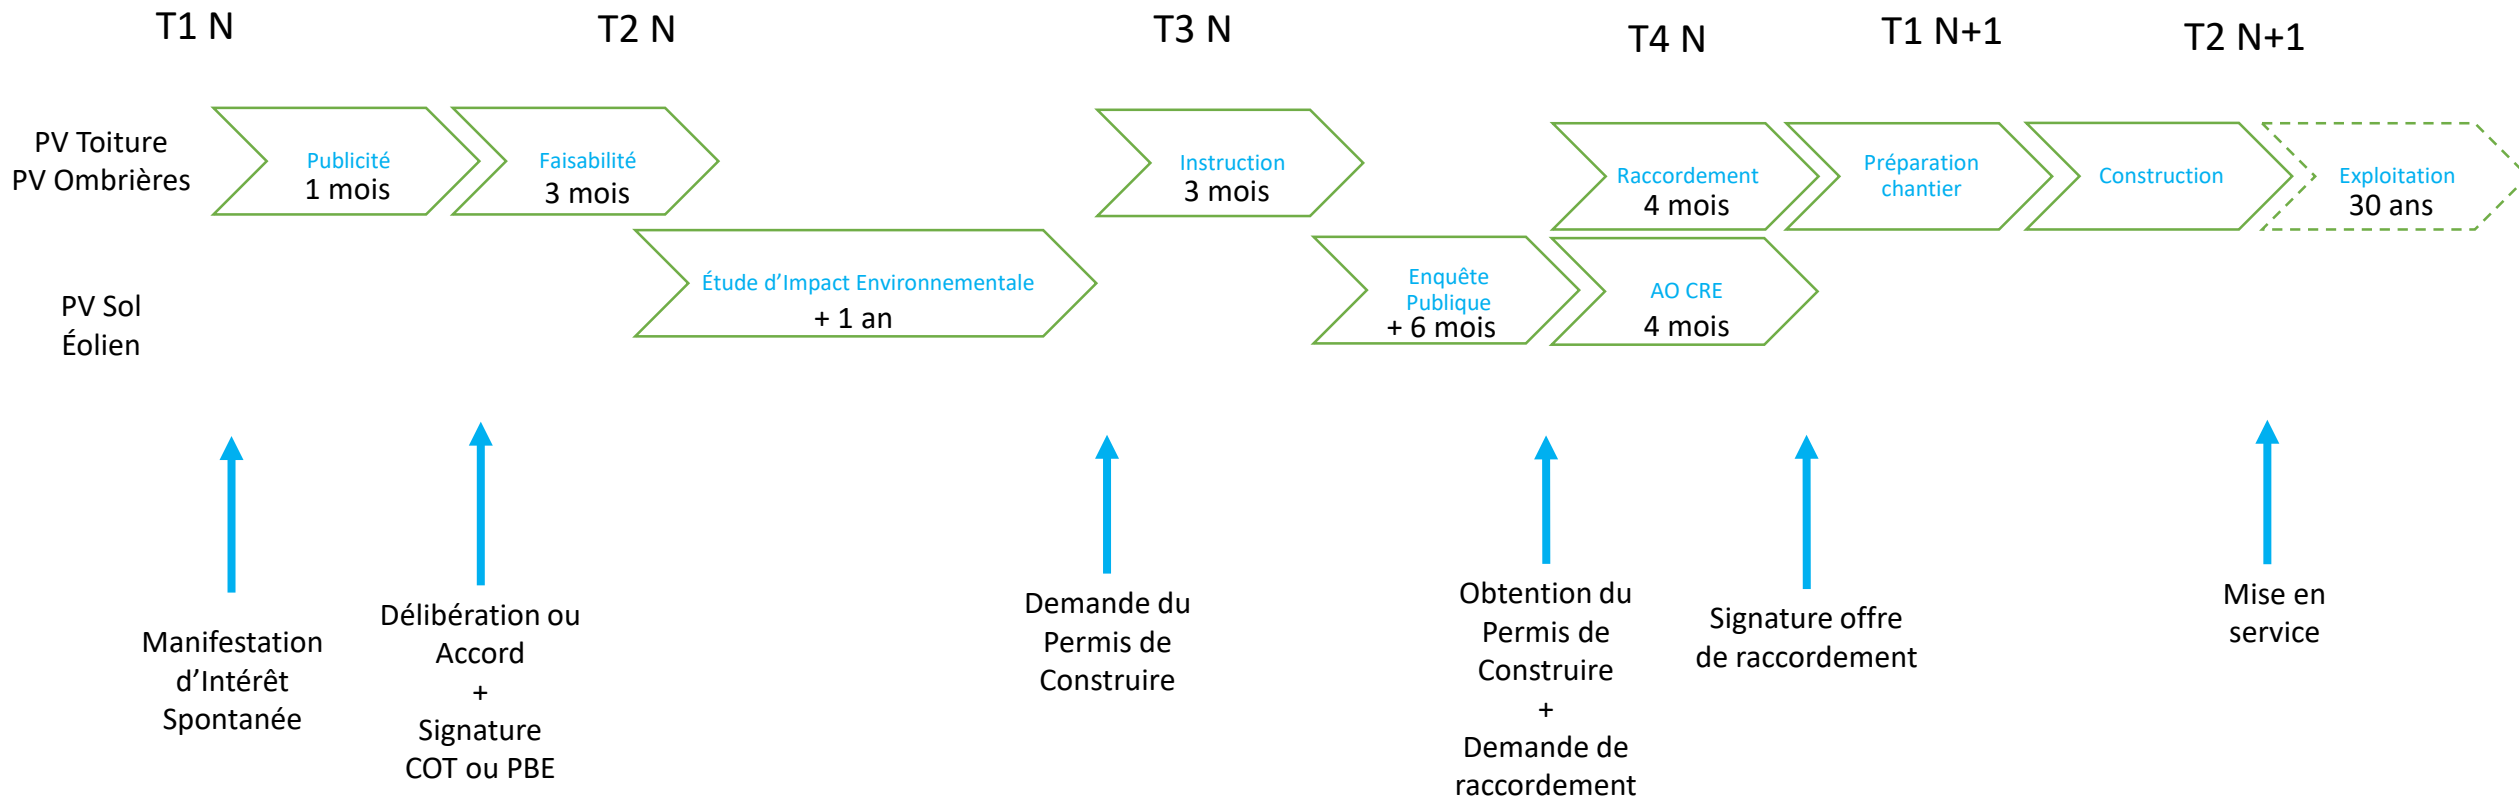 T1 N
T2 N
T3 N
T4 N
T1 N+1
T2 N+1
PV Toiture
PV Ombrières
Publicité
1 mois
Faisabilité
3 mois
Instruction
3 mois
Raccordement
4 mois
Préparation
chantier
Construction
Exploitation
30 ans
PV Sol
Éolien
Étude d’Impact Environnementale
+ 1 an
Enquête
Publique
+ 6 mois
AO CRE
4 mois
Manifestation
d’Intérêt
Spontanée
Délibération ou
Accord
+
Signature
COT ou PBE
Demande du
Permis de
Construire
Obtention du
Permis de
Construire
+
Demande de
raccordement
Signature offre
de raccordement
Mise en
service